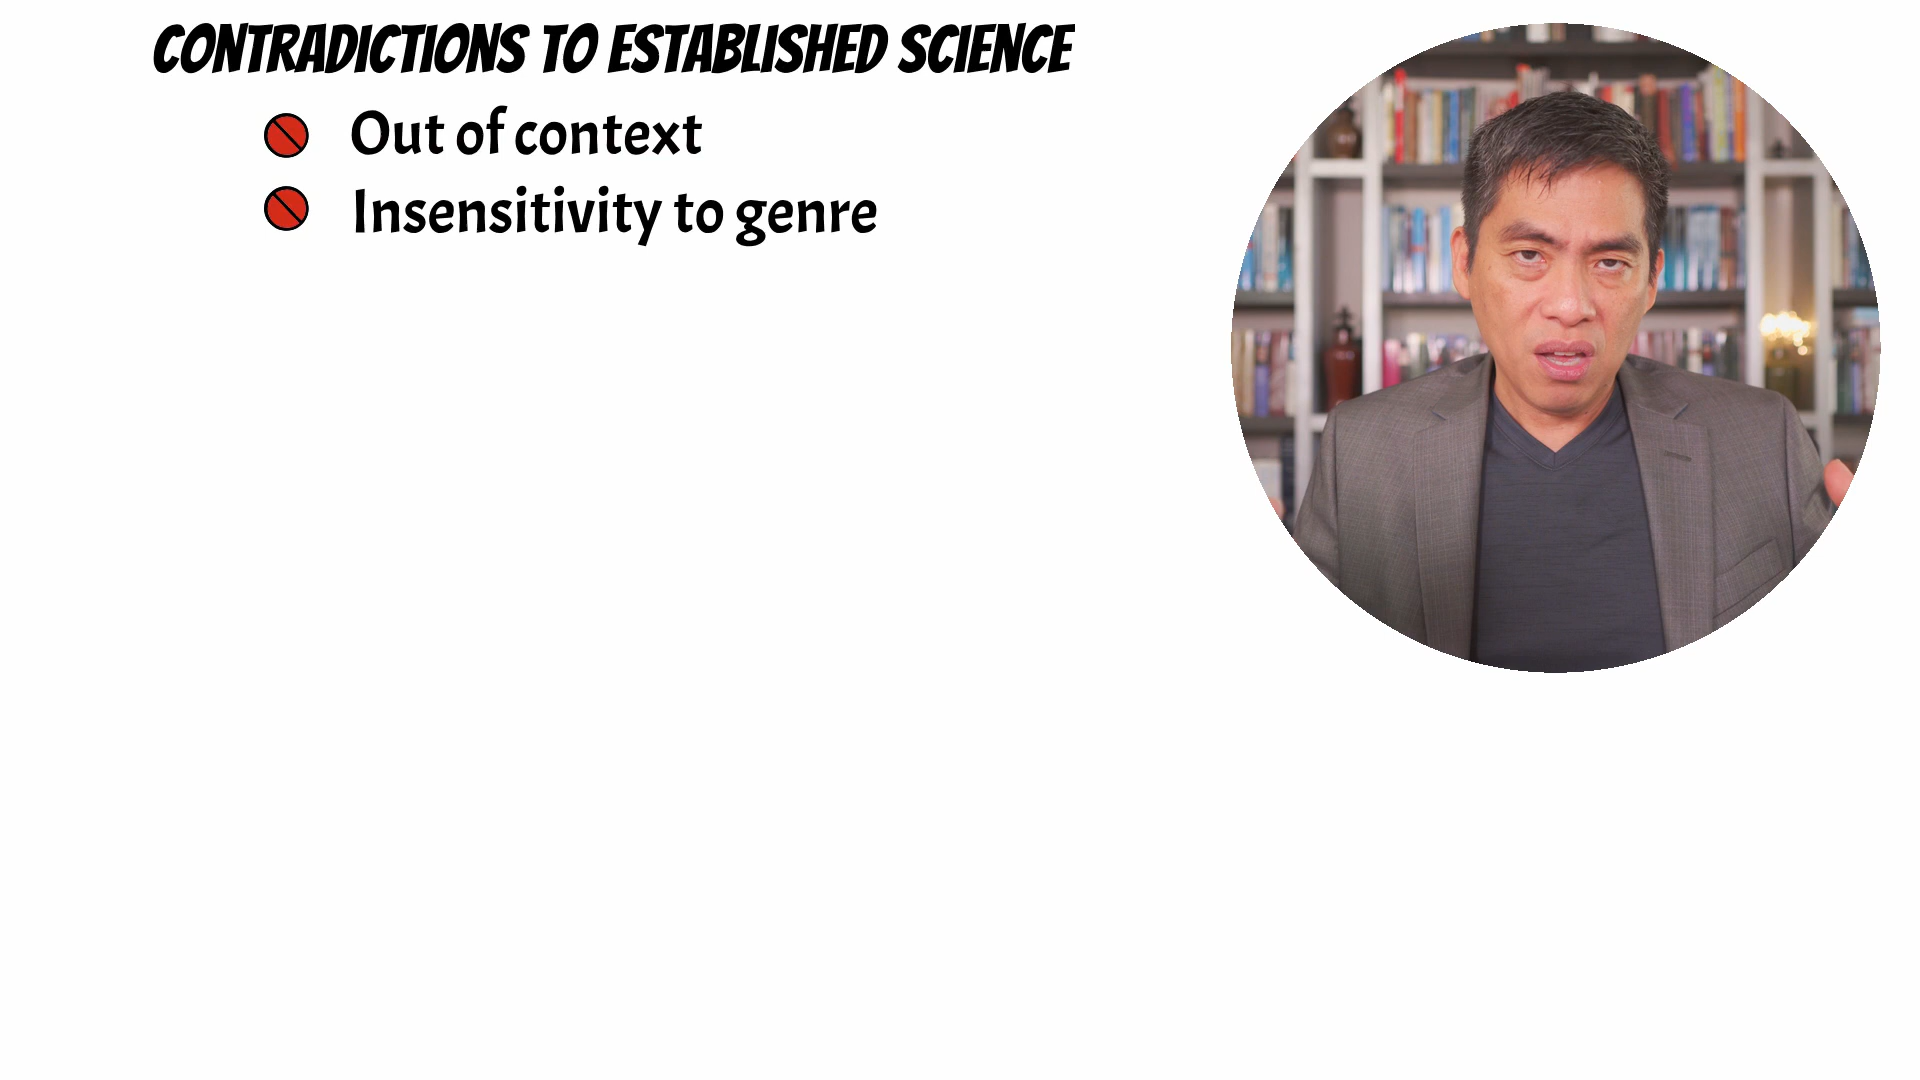 CONTRADICTIONS TO ESTABLISHED SCIENCE
Out of context
Insensitivity to genre